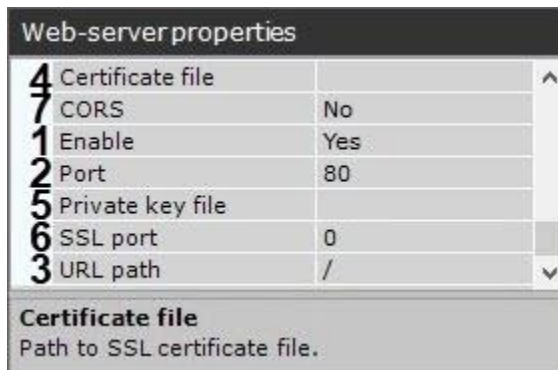 Web-server properties
4 Certificate file
7 CORS No
1 Enable Yes
2 Port 80
5 Private key file
6 SSL port 0
3 URL path /
Certificate file
Path to SSL certificate file.